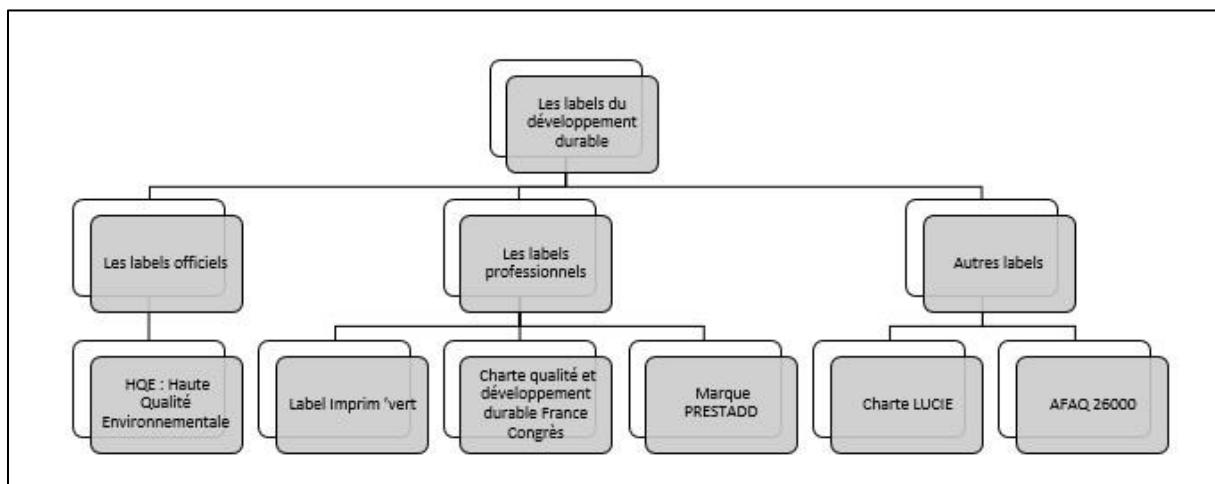 Les labels du
développement
durable
Les labels officiels
Les labels
professionnels
Autres labels
HQE : Haute
Qualité
Environnementale
Label Imprim 'vert
Charte qualité et
développement
durable France
Congrès
Marque
PRESTADD
Charte LUCIE
AFAQ 26000